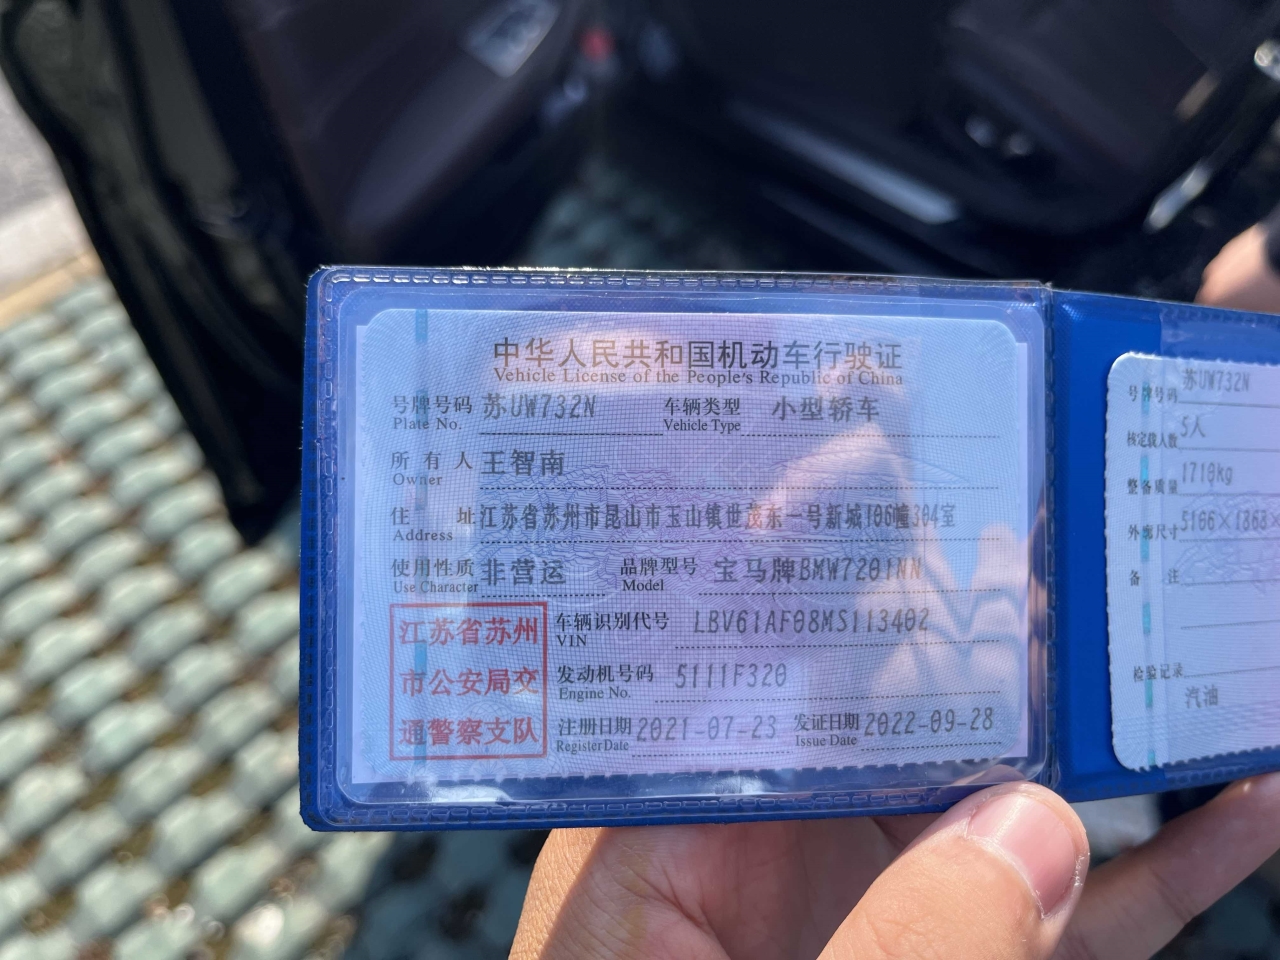 中华人民共和国机动车行驶证
Vehicle License of the People's Republic of China
号牌号码 苏UW732N 车辆类型 小型轿车
Plate No. Vehicle Type
所有人 王智南
Owner
住址 江苏省苏州市昆山市玉山镇世茂东一号新城106幢304室
Address
使用性质 非营运 品牌型号 宝马牌BMW7201NN
Use Character Model
江苏省苏州
市公安局交
通警察支队
车辆识别代号 LBV61AF08MS113402
VIN
发动机号码 5111F320
Engine No.
注册日期 2021-07-23 发证日期 2022-09-28
Register Date Issue Date
号牌号码 苏UW732N
核定载人数 5人
整备质量 1710kg
外廓尺寸 5106×1868×
备注
检验记录
汽油